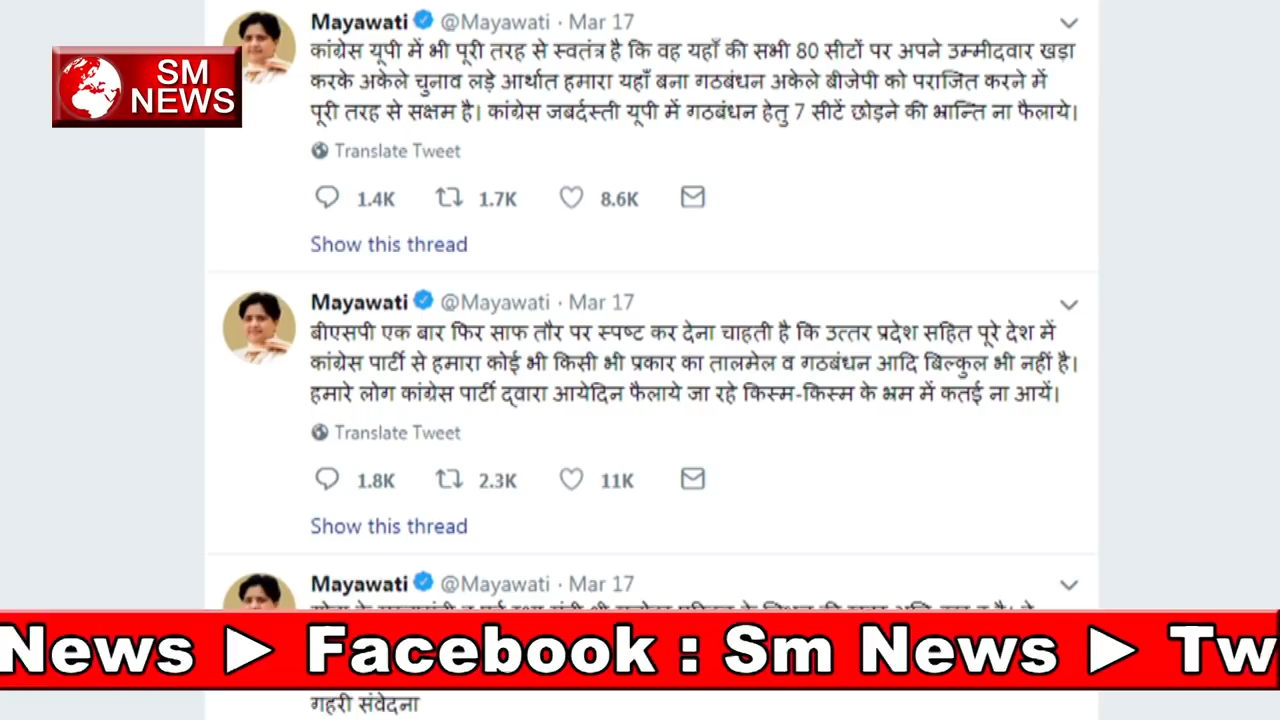 SM
NEWS
Mayawati @Mayawati · Mar 17
कांग्रेस यूपी में भी पूरी तरह से स्वतंत्र है कि वह यहाँ की सभी 80 सीटों पर अपने उम्मीदवार खड़ा
करके अकेले चुनाव लड़े आर्थात हमारा यहाँ बना गठबंधन अकेले बीजेपी को पराजित करने में
पूरी तरह से सक्षम है। कांग्रेस जबर्दस्ती यूपी में गठबंधन हेतु 7 सीटें छोड़ने की भ्रान्ति ना फैलाये।
Translate Tweet
1.4K 1.7K 8.6K
Show this thread
Mayawati @Mayawati · Mar 17
बीएसपी एक बार फिर साफ तौर पर स्पष्ट कर देना चाहती है कि उत्तर प्रदेश सहित पूरे देश में
कांग्रेस पार्टी से हमारा कोई भी किसी भी प्रकार का तालमेल व गठबंधन आदि बिल्कुल भी नहीं है।
हमारे लोग कांग्रेस पार्टी द्वारा आयेदिन फैलाये जा रहे किस्म-किस्म के भ्रम में कतई ना आयें।
Translate Tweet
1.8K 2.3K 11K
Show this thread
Mayawati @Mayawati · Mar 17
News ▶ Facebook : Sm News ▶ Tw
गहरी संवेदना